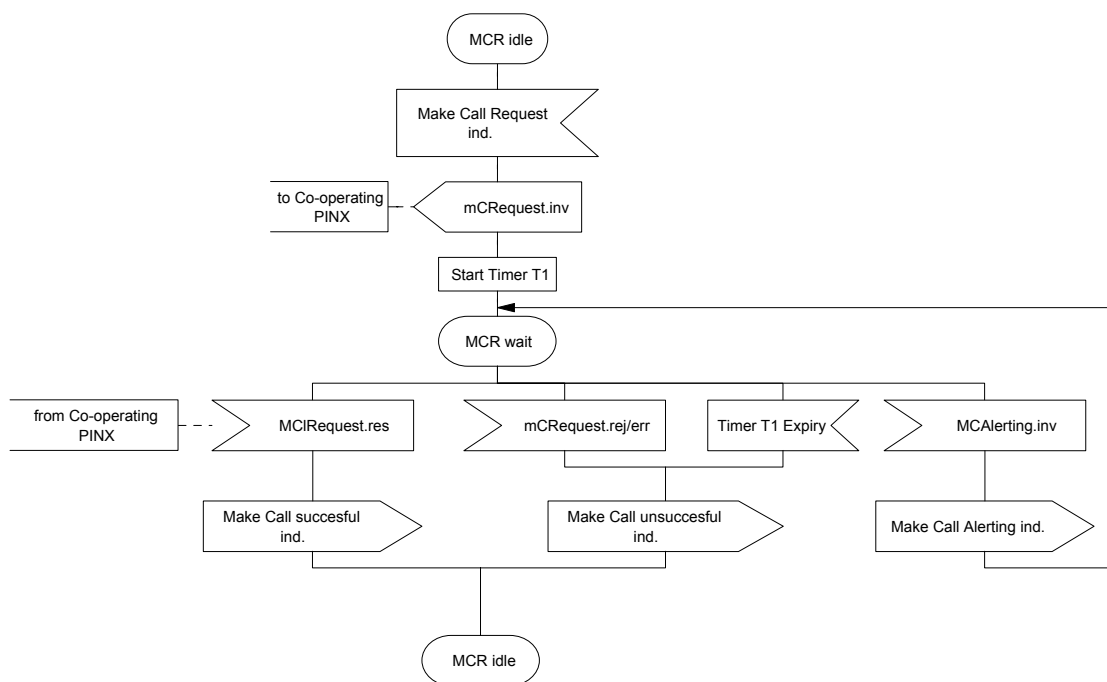 MCR idle
Make Call Request
ind.
to Co-operating
PINX
mCRequest.inv
Start Timer T1
MCR wait
from Co-operating
PINX
MClRequest.res
mCRequest.rej/err
Timer T1 Expiry
MCAlerting.inv
Make Call succesful
ind.
Make Call unsuccesful
ind.
Make Call Alerting ind.
MCR idle